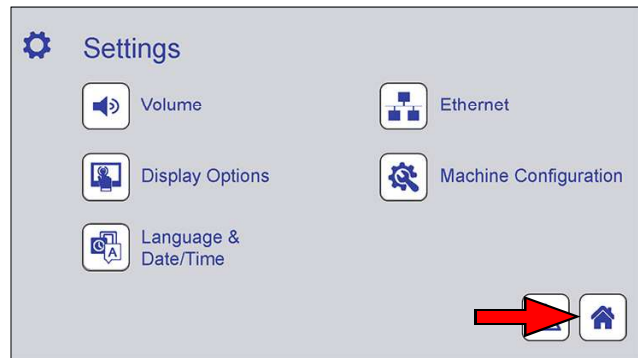 Settings
Volume
Ethernet
Display Options
Machine Configuration
Language &
Date/Time
A